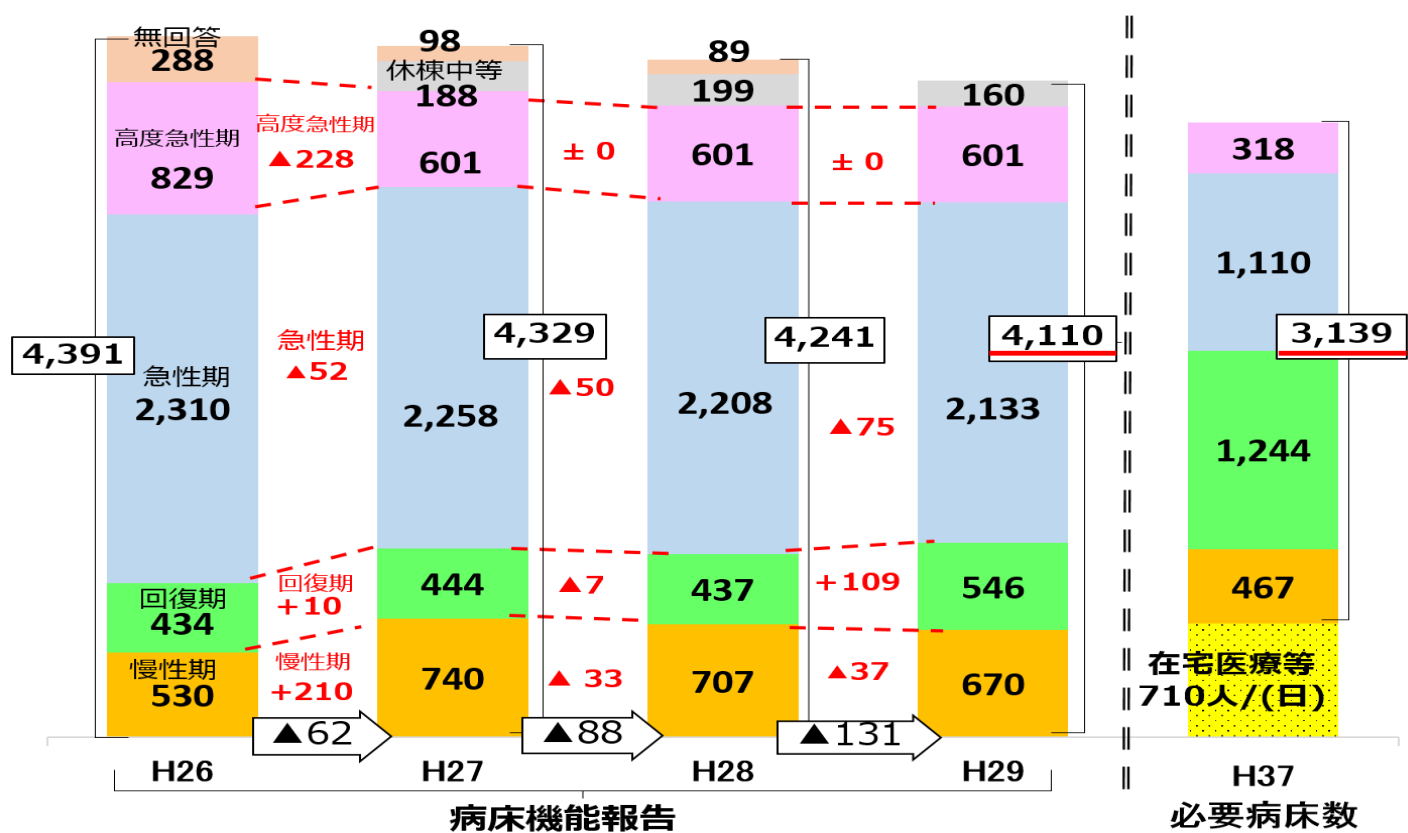 無回答
288
高度急性期
829
4,391
急性期
2,310
回復期
434
慢性期
530
高度急性期
▲228
急性期
▲52
回復期
+10
慢性期
+210
▲62
98
休棟中等
188
601
4,329
2,258
444
740
± 0
▲50
▲7
▲ 33
▲88
89
199
601
4,241
2,208
437
707
± 0
▲75
+109
▲37
▲131
160
601
4,110
2,133
546
670
318
1,110
3,139
1,244
467
在宅医療等
710人/(日)
H26
H27
H28
H29
H37
病床機能報告
必要病床数